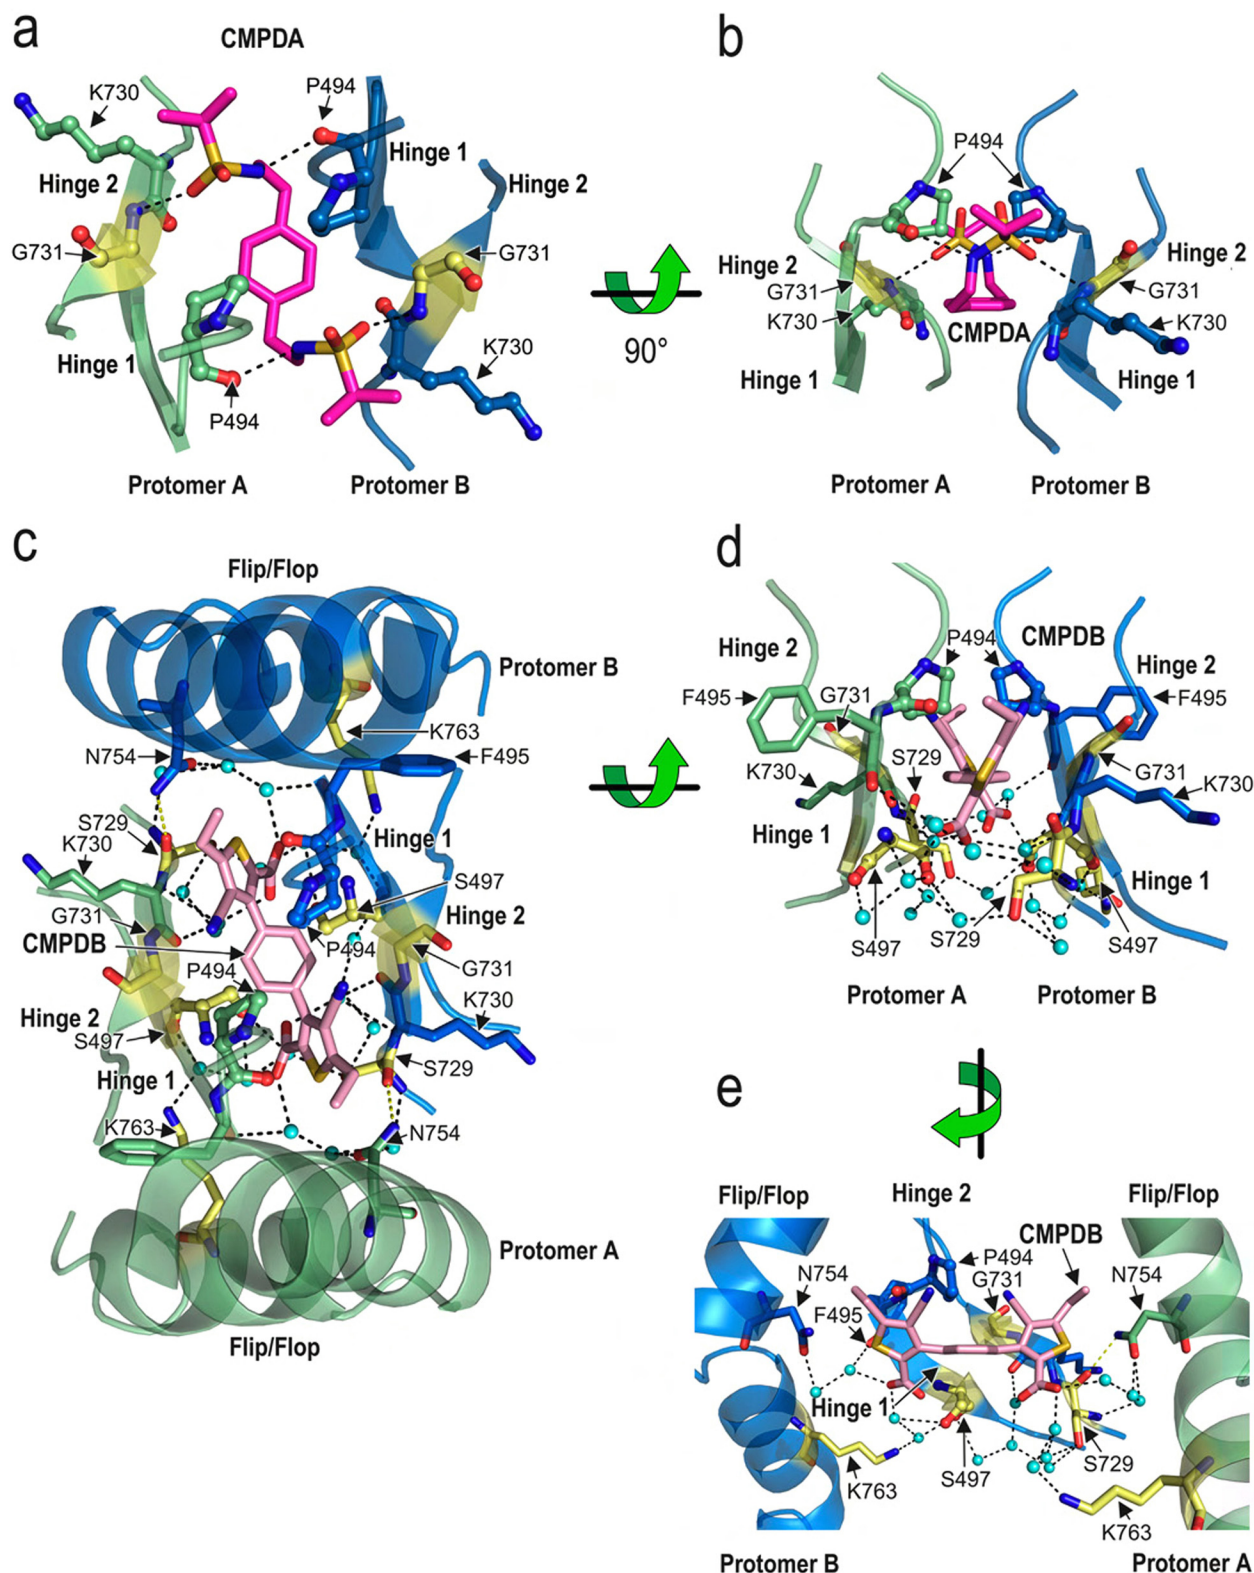 a
CMPDA
K730
P494
Hinge 1
Hinge 2
Hinge 2
G731
G731
Hinge 1
K730
P494
Protomer A
Protomer B
90°
b
P494
Hinge 2
Hinge 2
G731
G731
K730
K730
CMPDA
Hinge 1
Hinge 1
Protomer A
Protomer B
c
Flip/Flop
Protomer B
K763
N754
F495
S729
K730
Hinge 1
S497
G731
Hinge 2
CMPDB
P494
G731
P494
K730
Hinge 2
S497
S729
Hinge 1
K763
N754
Protomer A
Flip/Flop
d
P494
CMPDB
Hinge 2
Hinge 2
F495
G731
F495
S729
K730
G731
K730
Hinge 1
Hinge 1
S497
S729
S497
Protomer A
Protomer B
e
Flip/Flop
Hinge 2
Flip/Flop
CMPDB
P494
N754
G731
N754
F495
Hinge 1
S729
S497
K763
K763
Protomer B
Protomer A